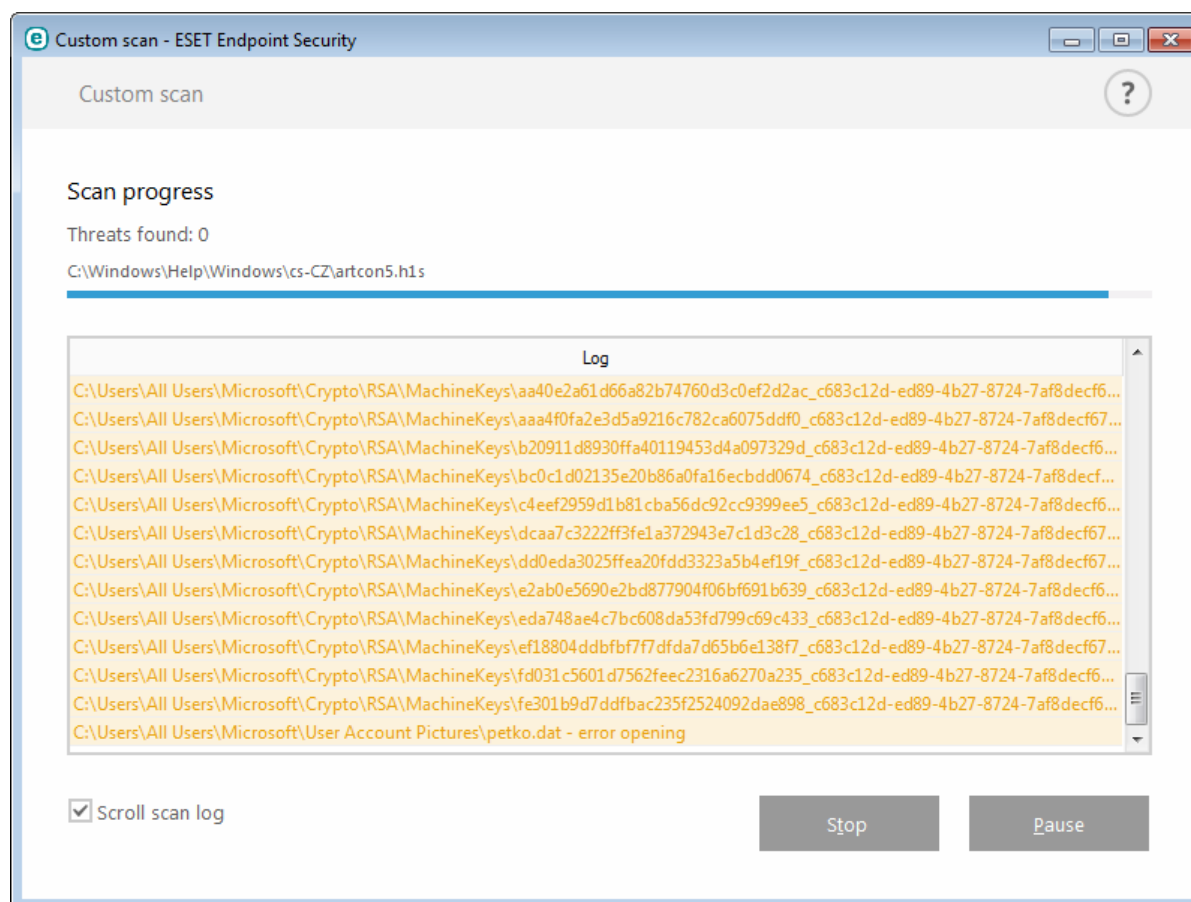 Custom scan - ESET Endpoint Security
Custom scan
?
Scan progress
Threats found: 0
C:\Windows\Help\Windows\cs-CZ\artcon5.h1s
Log
C:\Users\All Users\Microsoft\Crypto\RSA\MachineKeys\aa40e2a61d66a82b74760d3c0ef2d2ac_c683c12d-ed89-4b27-8724-7af8decf6...
C:\Users\All Users\Microsoft\Crypto\RSA\MachineKeys\aaa4f0fa2e3d5a9216c782ca6075ddf0_c683c12d-ed89-4b27-8724-7af8decf67...
C:\Users\All Users\Microsoft\Crypto\RSA\MachineKeys\b20911d8930ffa40119453d4a097329d_c683c12d-ed89-4b27-8724-7af8decf6...
C:\Users\All Users\Microsoft\Crypto\RSA\MachineKeys\bc0c1d02135e20b86a0fa16ecbdd0674_c683c12d-ed89-4b27-8724-7af8decf...
C:\Users\All Users\Microsoft\Crypto\RSA\MachineKeys\c4eef2959d1b81cba56dc92cc9399ee5_c683c12d-ed89-4b27-8724-7af8decf6...
C:\Users\All Users\Microsoft\Crypto\RSA\MachineKeys\dcaa7c3222ff3fe1a372943e7c1d3c28_c683c12d-ed89-4b27-8724-7af8decf67...
C:\Users\All Users\Microsoft\Crypto\RSA\MachineKeys\dd0eda3025ffea20fdd3323a5b4ef19f_c683c12d-ed89-4b27-8724-7af8decf67...
C:\Users\All Users\Microsoft\Crypto\RSA\MachineKeys\e2ab0e5690e2bd877904f06bf691b639_c683c12d-ed89-4b27-8724-7af8decf6...
C:\Users\All Users\Microsoft\Crypto\RSA\MachineKeys\eda748ae4c7bc608da53fd799c69c433_c683c12d-ed89-4b27-8724-7af8decf6...
C:\Users\All Users\Microsoft\Crypto\RSA\MachineKeys\ef18804ddbfbf7f7dfda7d65b6e138f7_c683c12d-ed89-4b27-8724-7af8decf67...
C:\Users\All Users\Microsoft\Crypto\RSA\MachineKeys\fd031c5601d7562feec2316a6270a235_c683c12d-ed89-4b27-8724-7af8decf6...
C:\Users\All Users\Microsoft\Crypto\RSA\MachineKeys\fe301b9d7ddfbac235f2524092dae898_c683c12d-ed89-4b27-8724-7af8decf6...
C:\Users\All Users\Microsoft\User Account Pictures\petko.dat - error opening
Scroll scan log
Stop
Pause